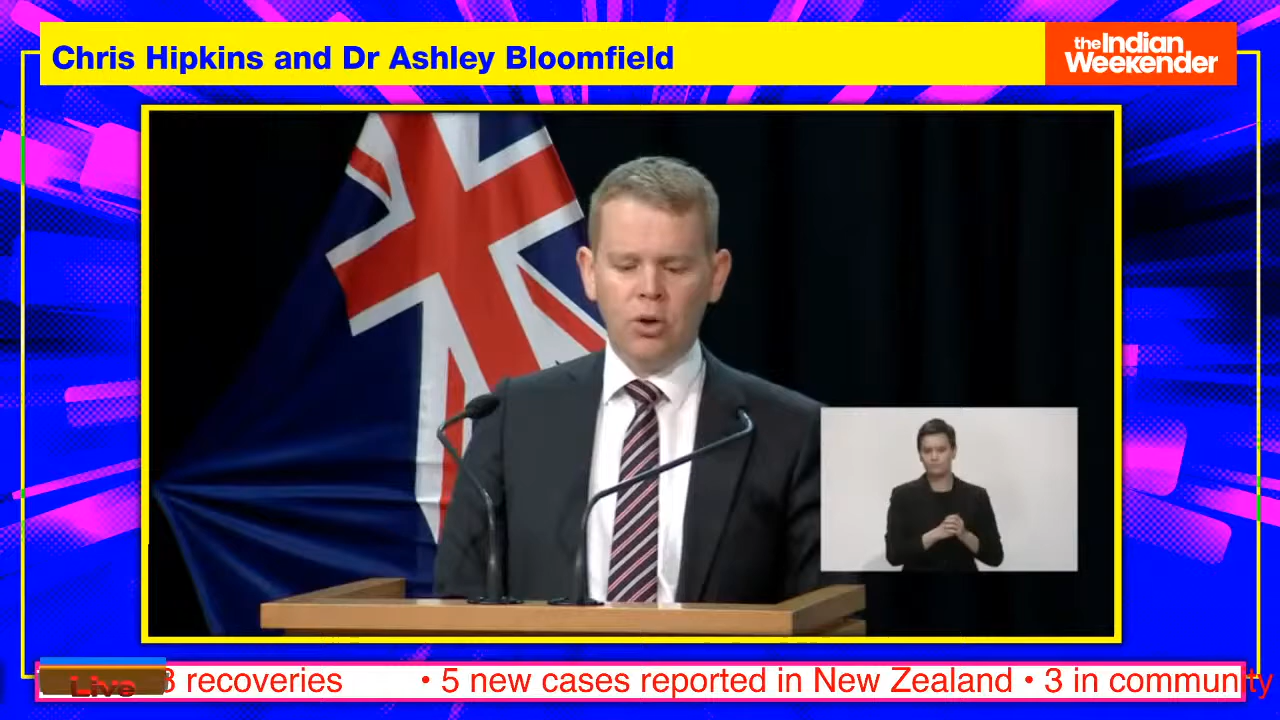 Chris Hipkins and Dr Ashley Bloomfield
the Indian
Weekender
Live
3 recoveries • 5 new cases reported in New Zealand • 3 in community